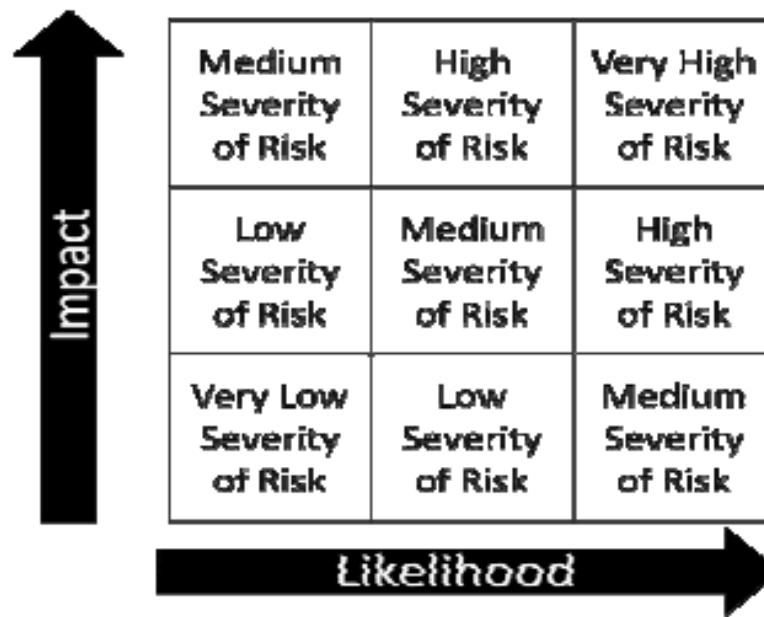 Medium
Severity
of Risk
High
Severity
of Risk
Very High
Severity
of Risk
Low
Severity
of Risk
Medium
Severity
of Risk
High
Severity
of Risk
Very Low
Severity
of Risk
Low
Severity
of Risk
Medium
Severity
of Risk
Impact
Likelihood